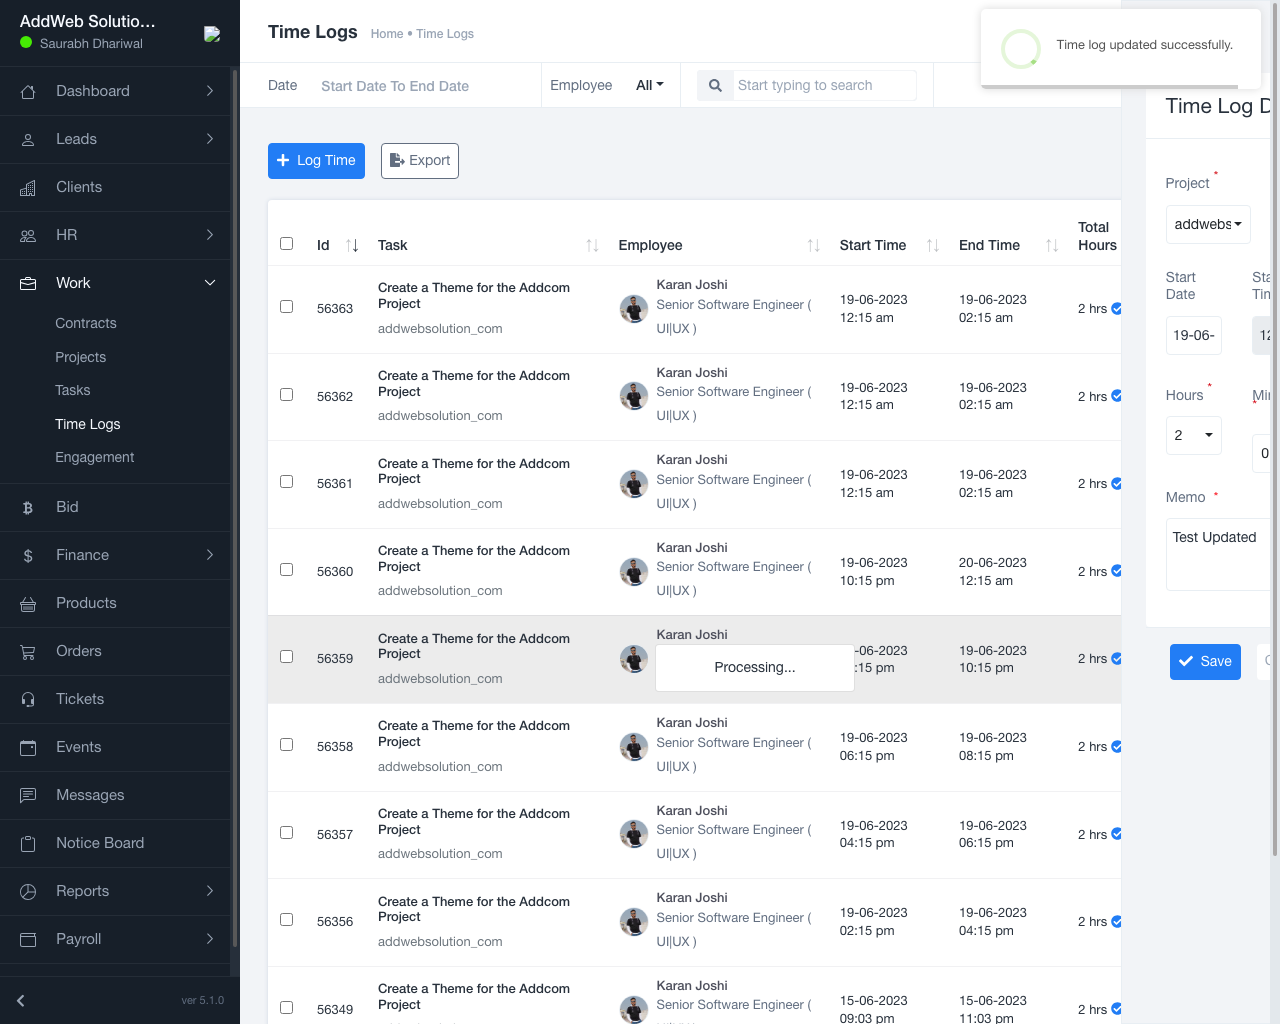 AddWeb Solutio...
Saurabh Dhariwal
Dashboard
Leads
Clients
HR
Work
Contracts
Projects
Tasks
Time Logs
Engagement
Bid
Finance
Products
Orders
Tickets
Events
Messages
Notice Board
Reports
Payroll
ver 5.1.0
Time Logs
Home • Time Logs
Time log updated successfully.
Date
Start Date To End Date
Employee
All
Start typing to search
Log Time
Export
Id
Task
Employee
Start Time
End Time
Total
Hours
56363
Create a Theme for the Addcom
Project
addwebsolution_com
Karan Joshi
Senior Software Engineer (
UI|UX )
19-06-2023
12:15 am
19-06-2023
02:15 am
2 hrs
56362
Create a Theme for the Addcom
Project
addwebsolution_com
Karan Joshi
Senior Software Engineer (
UI|UX )
19-06-2023
12:15 am
19-06-2023
02:15 am
2 hrs
56361
Create a Theme for the Addcom
Project
addwebsolution_com
Karan Joshi
Senior Software Engineer (
UI|UX )
19-06-2023
12:15 am
19-06-2023
02:15 am
2 hrs
56360
Create a Theme for the Addcom
Project
addwebsolution_com
Karan Joshi
Senior Software Engineer (
UI|UX )
19-06-2023
10:15 pm
20-06-2023
12:15 am
2 hrs
56359
Create a Theme for the Addcom
Project
addwebsolution_com
Karan Joshi
Processing...
-06-2023
:15 pm
19-06-2023
10:15 pm
2 hrs
56358
Create a Theme for the Addcom
Project
addwebsolution_com
Karan Joshi
Senior Software Engineer (
UI|UX )
19-06-2023
06:15 pm
19-06-2023
08:15 pm
2 hrs
56357
Create a Theme for the Addcom
Project
addwebsolution_com
Karan Joshi
Senior Software Engineer (
UI|UX )
19-06-2023
04:15 pm
19-06-2023
06:15 pm
2 hrs
56356
Create a Theme for the Addcom
Project
addwebsolution_com
Karan Joshi
Senior Software Engineer (
UI|UX )
19-06-2023
02:15 pm
19-06-2023
04:15 pm
2 hrs
56349
Create a Theme for the Addcom
Project
Karan Joshi
Senior Software Engineer (
15-06-2023
09:03 pm
15-06-2023
11:03 pm
2 hrs
Time Log D
Project *
addwebs
Start
Date
Sta
Tin
19-06-
12
Hours *
Min
*
2
0
Memo *
Test Updated
Save